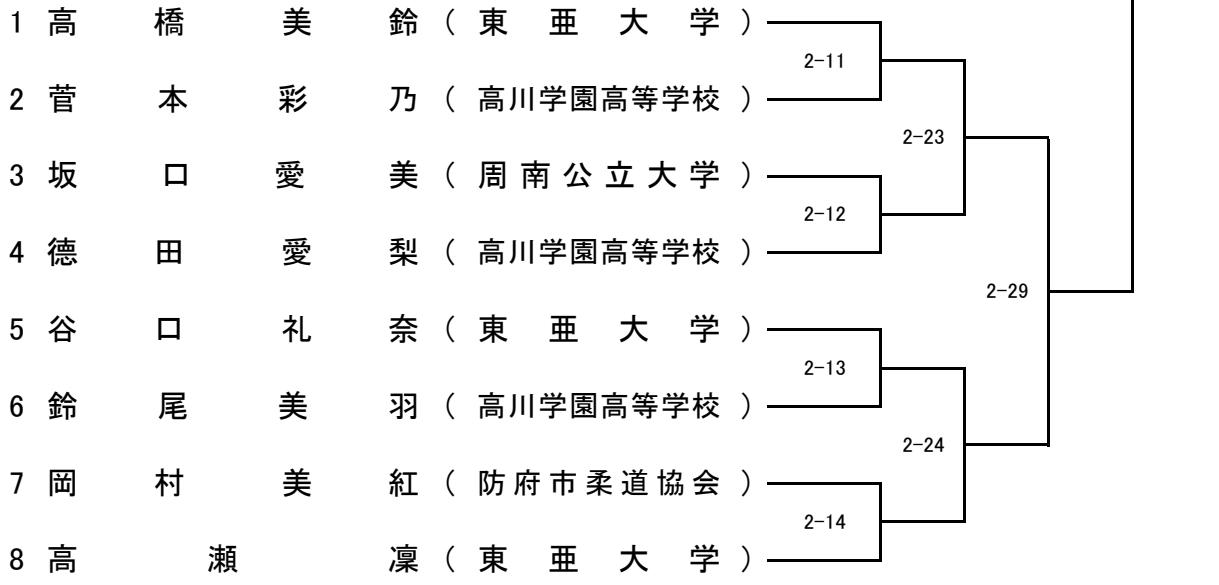 1 高橋美鈴 (東亜大学)
2-11
2 菅本彩乃 (高川学園高等学校)
2-23
3 坂口愛美 (周南公立大学)
2-12
4 德田愛梨 (高川学園高等学校)
2-29
5 谷口礼奈 (東亜大学)
2-13
6 鈴尾美羽 (高川学園高等学校)
2-24
7 岡村美紅 (防府市柔道協会)
2-14
8 高瀬凜 (東亜大学)